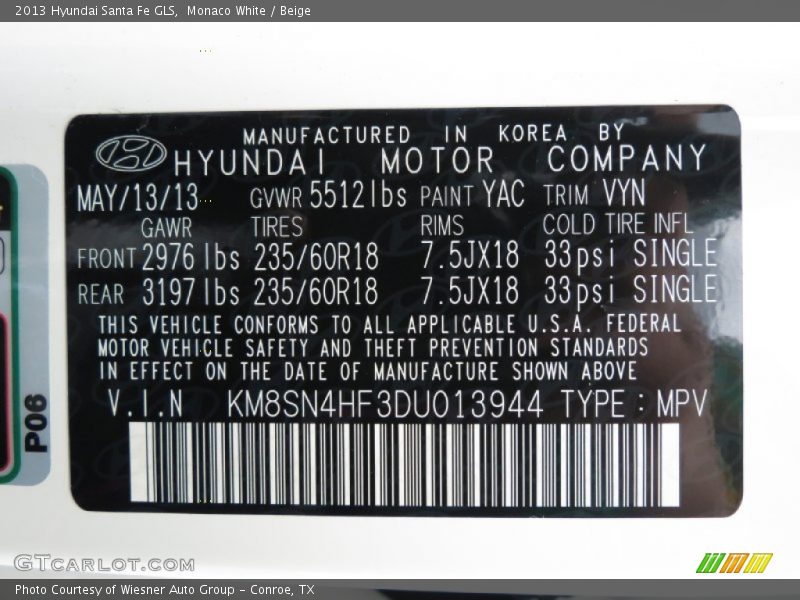 2013 Hyundai Santa Fe GLS, Monaco White / Beige
MANUFACTURED IN KOREA BY
HYUNDAI MOTOR COMPANY
MAY/13/13 GVWR 5512lbs PAINT YAC TRIM VYN
GAWR TIRES RIMS COLD TIRE INFL
FRONT 2976 lbs 235/60R18 7.5JX18 33psi SINGLE
REAR 3197 lbs 235/60R18 7.5JX18 33psi SINGLE
THIS VEHICLE CONFORMS TO ALL APPLICABLE U.S.A. FEDERAL
MOTOR VEHICLE SAFETY AND THEFT PREVENTION STANDARDS
IN EFFECT ON THE DATE OF MANUFACTURE SHOWN ABOVE
V.I.N KM8SN4HF3DU013944 TYPE : MPV
P06
GTCARLOT.COM
Photo Courtesy of Wiesner Auto Group - Conroe, TX